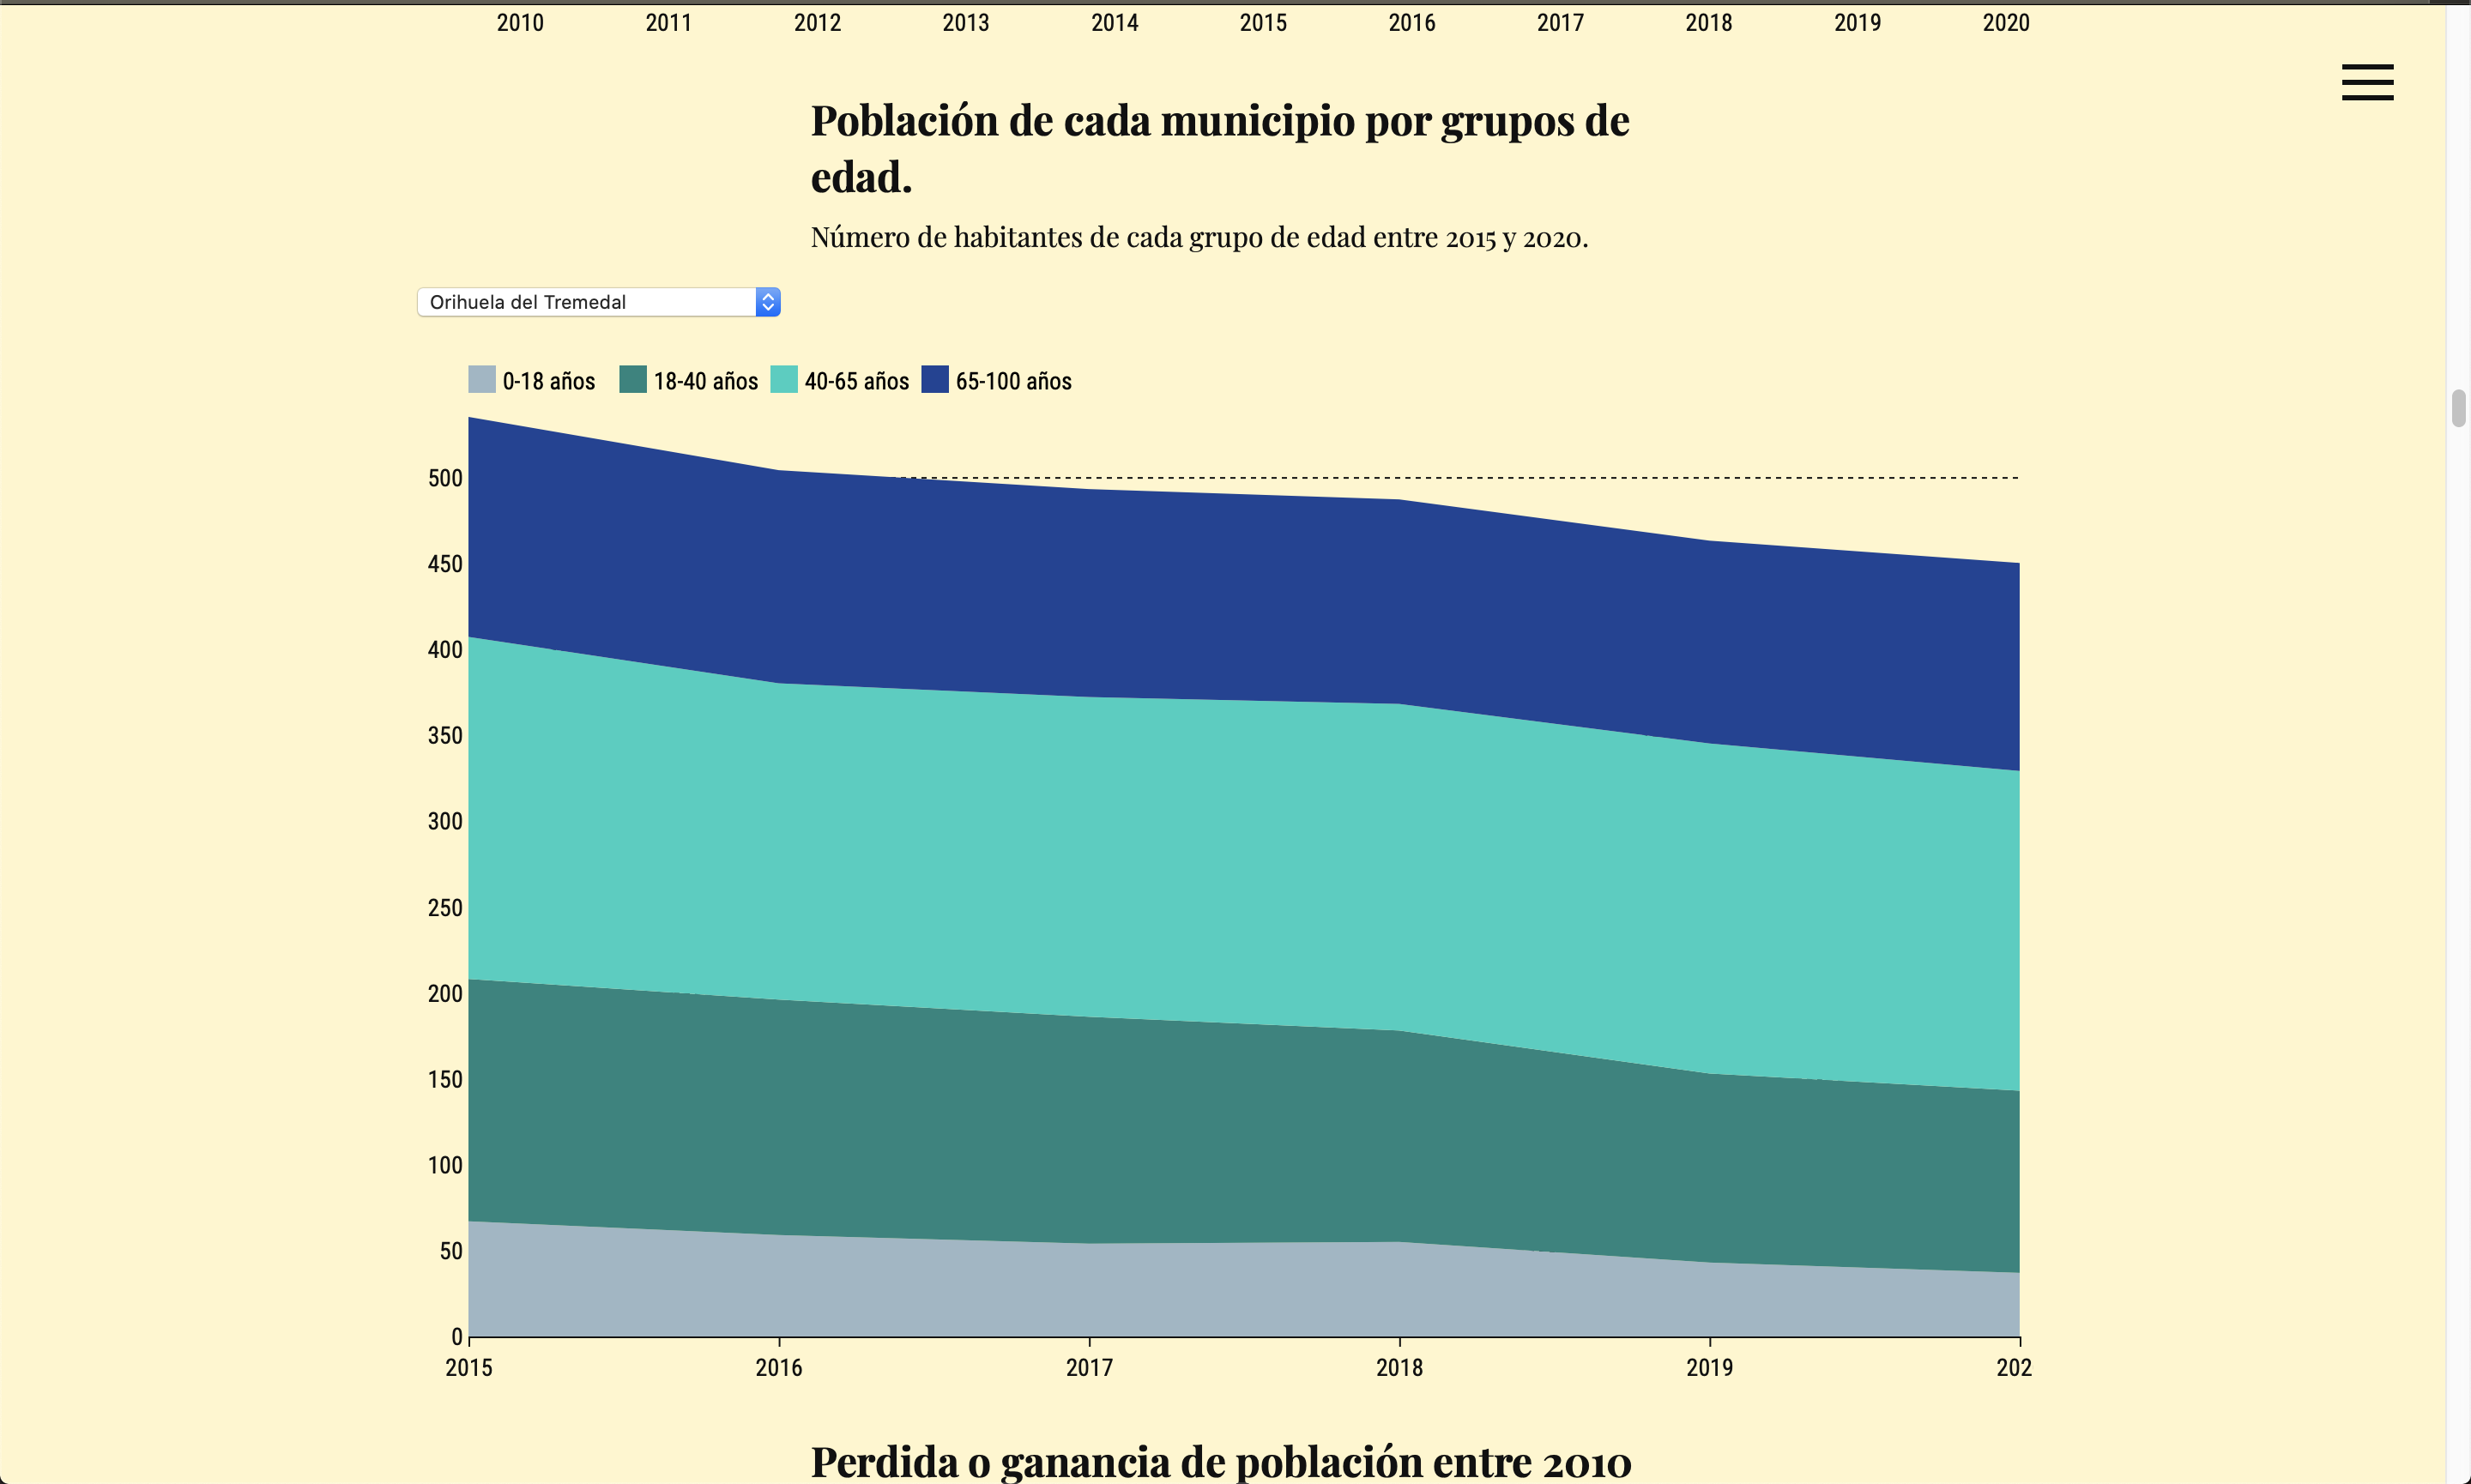 2010 2011 2012 2013 2014 2015 2016 2017 2018 2019 2020
Población de cada municipio por grupos de
edad.
Número de habitantes de cada grupo de edad entre 2015 y 2020.
Orihuela del Tremedal
0-18 años 18-40 años 40-65 años 65-100 años
500
450
400
350
300
250
200
150
100
50
0
2015 2016 2017 2018 2019 202
Perdida o ganancia de población entre 2010